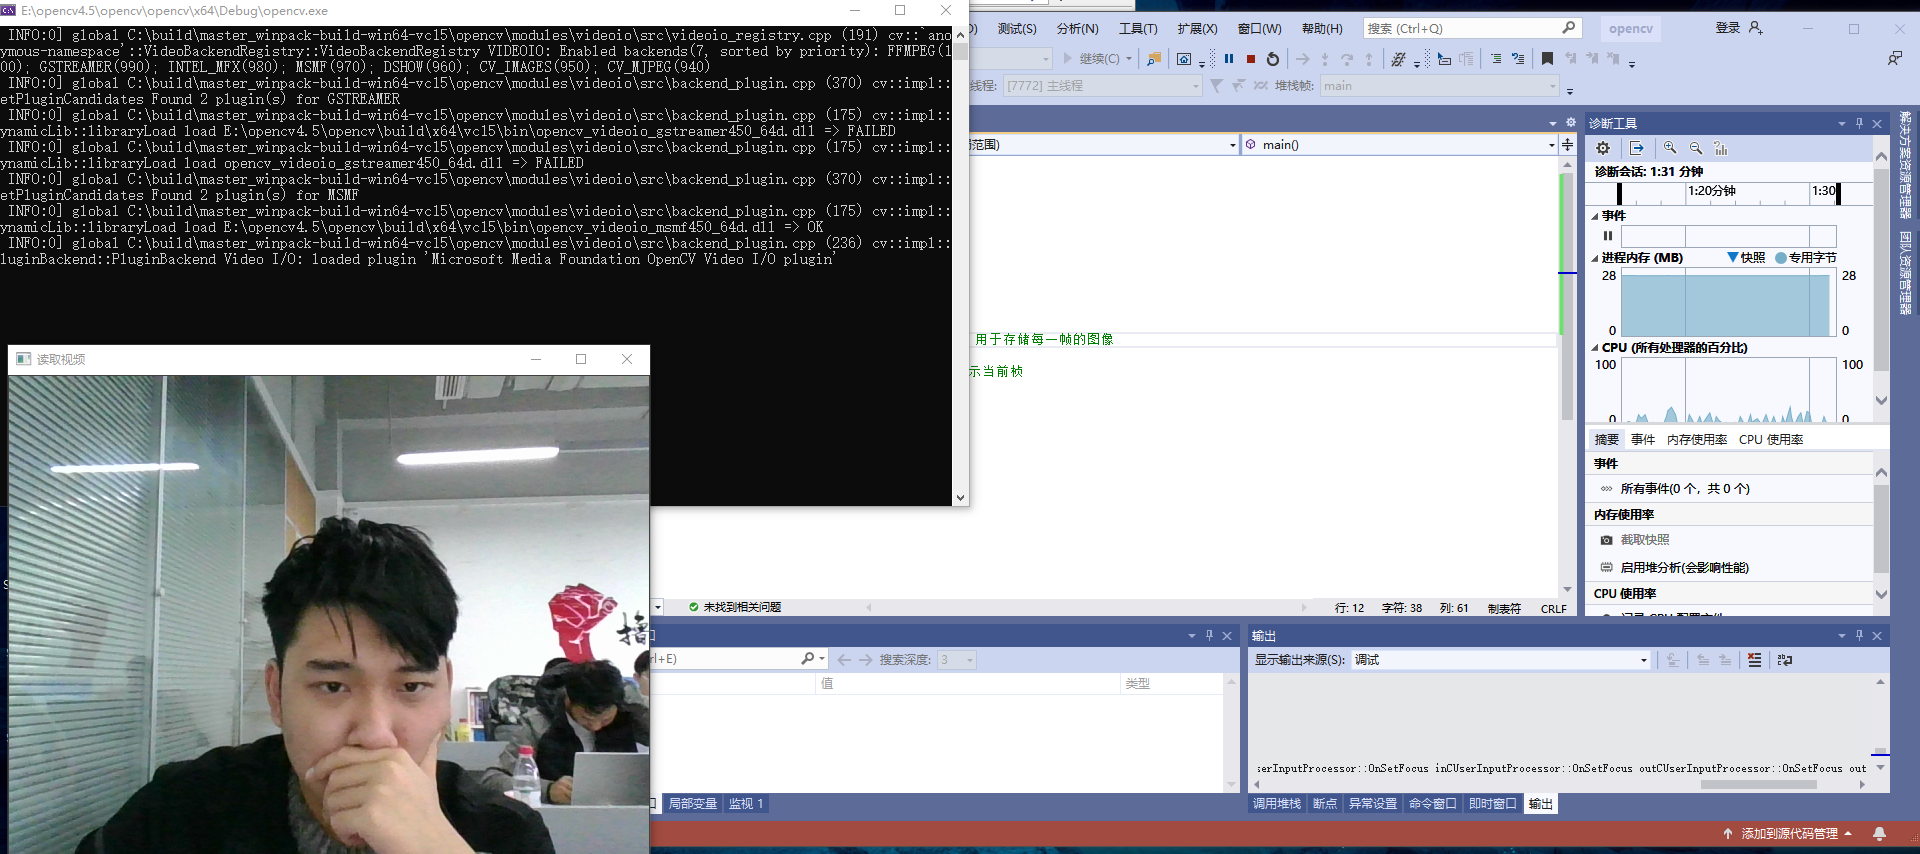 E:\opencv4.5\opencv\opencv\x64\Debug\opencv.exe
INFO:0] global C:\build\master_winpack-build-win64-vc15\opencv\modules\videoio\src\videoio_registry.cpp (191) cv::`ano
ymous-namespace'::VideoBackendRegistry::VideoBackendRegistry VIDEOIO: Enabled backends(7, sorted by priority): FFMPEG(1
00); GSTREAMER(990); INTEL_MFX(980); MSMF(970); DSHOW(960); CV_IMAGES(950); CV_MJPEG(940)
INFO:0] global C:\build\master_winpack-build-win64-vc15\opencv\modules\videoio\src\backend_plugin.cpp (370) cv::impl::
etPluginCandidates Found 2 plugin(s) for GSTREAMER
INFO:0] global C:\build\master_winpack-build-win64-vc15\opencv\modules\videoio\src\backend_plugin.cpp (175) cv::impl::
ynamicLib::libraryLoad load E:\opencv4.5\opencv\build\x64\vc15\bin\opencv_videoio_gstreamer450_64d.dll => FAILED
INFO:0] global C:\build\master_winpack-build-win64-vc15\opencv\modules\videoio\src\backend_plugin.cpp (175) cv::impl::
ynamicLib::libraryLoad load opencv_videoio_gstreamer450_64d.dll => FAILED
INFO:0] global C:\build\master_winpack-build-win64-vc15\opencv\modules\videoio\src\backend_plugin.cpp (370) cv::impl::
etPluginCandidates Found 2 plugin(s) for MSMF
INFO:0] global C:\build\master_winpack-build-win64-vc15\opencv\modules\videoio\src\backend_plugin.cpp (175) cv::impl::
ynamicLib::libraryLoad load E:\opencv4.5\opencv\build\x64\vc15\bin\opencv_videoio_msmf450_64d.dll => OK
INFO:0] global C:\build\master_winpack-build-win64-vc15\opencv\modules\videoio\src\backend_plugin.cpp (236) cv::impl::
luginBackend::PluginBackend Video I/O: loaded plugin 'Microsoft Media Foundation OpenCV Video I/O plugin'
读取视频
测试(S) 分析(N) 工具(T) 扩展(X) 窗口(W) 帮助(H) 搜索 (Ctrl+Q) opencv 登录
继续(C)
线程: [7772] 主线程 堆栈帧: main
范围) main()
用于存储每一帧的图像
示当前桢
未找到相关问题 行: 12 字符: 38 列: 61 制表符 CRLF
rl+E) 搜索深度: 3
值 类型
局部变量 监视 1
诊断工具
诊断会话: 1:31 分钟
1:20分钟 1:30
事件
进程内存 (MB) 快照 专用字节
28 28
0 0
CPU (所有处理器的百分比)
100 100
0 0
摘要 事件 内存使用率 CPU 使用率
事件
所有事件(0 个，共 0 个)
内存使用率
截取快照
启用堆分析(会影响性能)
CPU 使用率
输出
显示输出来源(S): 调试
serInputProcessor::OnSetFocus inCUserInputProcessor::OnSetFocus outCUserInputProcessor::OnSetFocus out
调用堆栈 断点 异常设置 命令窗口 即时窗口 输出
添加到源代码管理
解决方案资源管理器
团队资源管理器